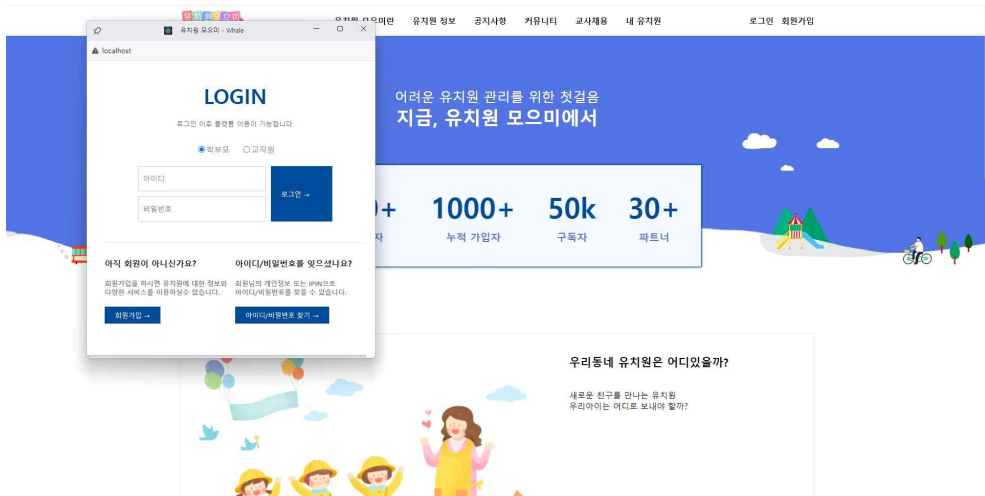 유치원모으미
유치원 모으미란 유치원 정보 공지사항 커뮤니티 교사채용 내 유치원 로그인 회원가입
유치원 모으미 - Whale
localhost
LOGIN
로그인 이후 플랫폼 이용이 가능합니다.
학부모 교직원
아이디
비밀번호
로그인 →
아직 회원이 아니신가요?
회원가입을 하시면 유치원에 대한 정보와
다양한 서비스를 이용하실수 있습니다.
회원가입 →
아이디/비밀번호를 잊으셨나요?
회원님의 개인정보 또는 IPIN으로
아이디/비밀번호를 찾을 수 있습니다.
아이디/비밀번호 찾기 →
어려운 유치원 관리를 위한 첫걸음
지금, 유치원 모으미에서
1000+ 50k 30+
누적 가입자 구독자 파트너
우리동네 유치원은 어디있을까?
새로운 친구를 만나는 유치원
우리아이는 어디로 보내야 할까?